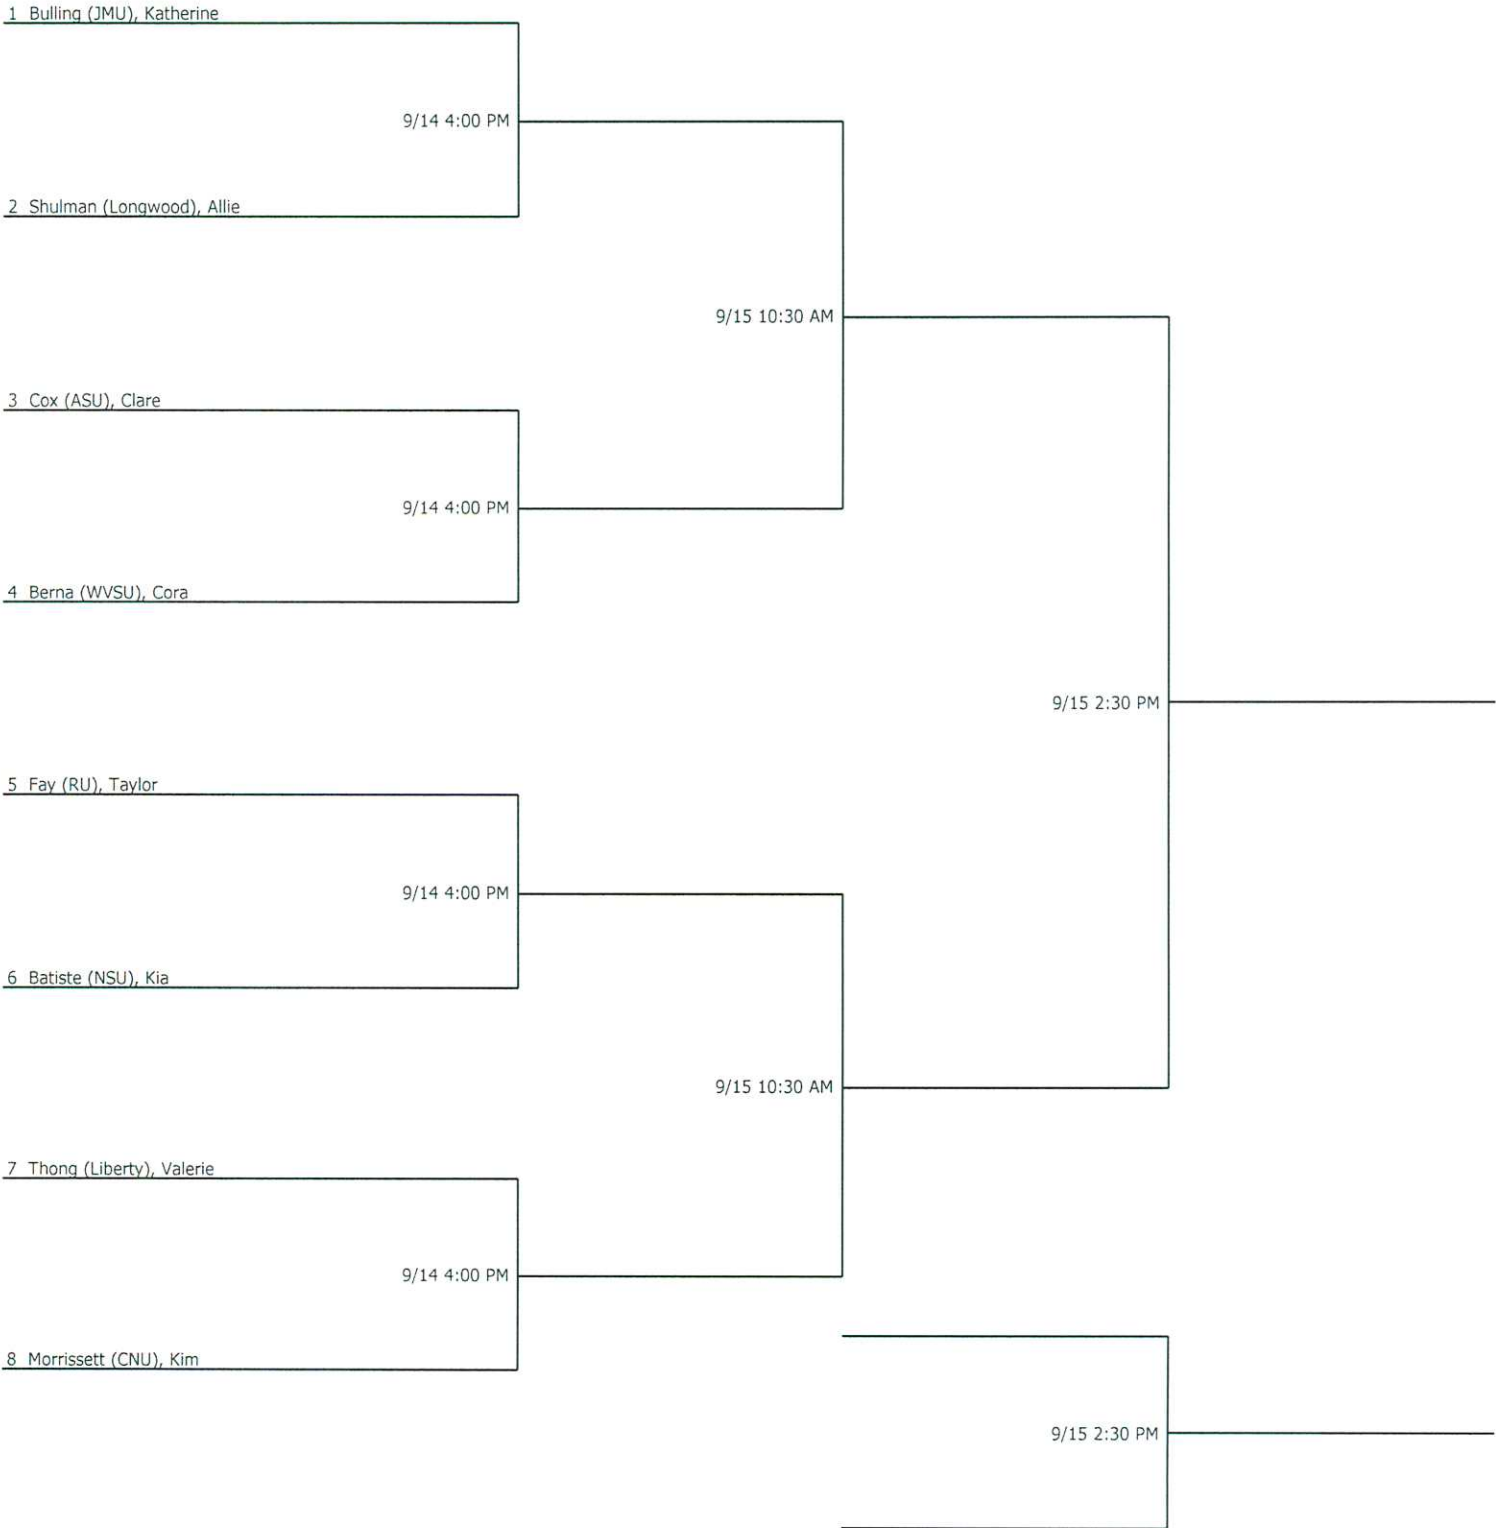 1 Bulling (JMU), Katherine
9/14 4:00 PM
2 Shulman (Longwood), Allie
9/15 10:30 AM
3 Cox (ASU), Clare
9/14 4:00 PM
4 Berna (WVSU), Cora
9/15 2:30 PM
5 Fay (RU), Taylor
9/14 4:00 PM
6 Batiste (NSU), Kia
9/15 10:30 AM
7 Thong (Liberty), Valerie
9/14 4:00 PM
8 Morrissett (CNU), Kim
9/15 2:30 PM